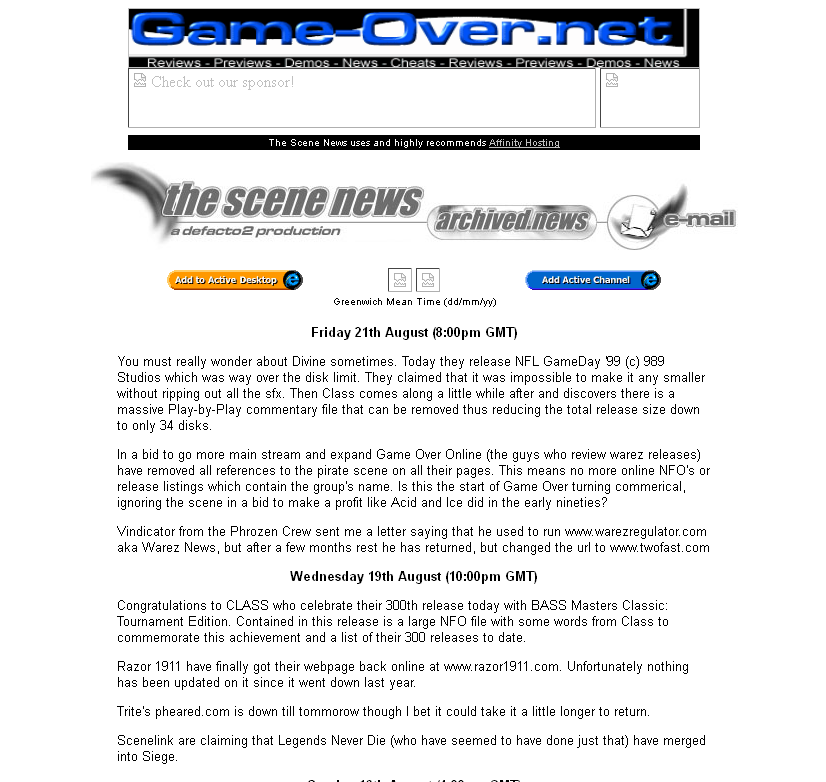 Game-Over.net
Reviews - Previews - Demos - News - Cheats - Reviews - Previews - Demos - News
Check out our sponsor!
The Scene News uses and highly recommends Affinity Hosting
the scene news
a defacto2 production
archived.news
e-mail
Add to Active Desktop
Add Active Channel
Greenwich Mean Time (dd/mm/yy)
Friday 21th August (8:00pm GMT)
You must really wonder about Divine sometimes. Today they release NFL GameDay '99 (c) 989
Studios which was way over the disk limit. They claimed that it was impossible to make it any smaller
without ripping out all the sfx. Then Class comes along a little while after and discovers there is a
massive Play-by-Play commentary file that can be removed thus reducing the total release size down
to only 34 disks.
In a bid to go more main stream and expand Game Over Online (the guys who review warez releases)
have removed all references to the pirate scene on all their pages. This means no more online NFO's or
release listings which contain the group's name. Is this the start of Game Over turning commerical,
ignoring the scene in a bid to make a profit like Acid and Ice did in the early nineties?
Vindicator from the Phrozen Crew sent me a letter saying that he used to run www.warezregulator.com
aka Warez News, but after a few months rest he has returned, but changed the url to www.twofast.com
Wednesday 19th August (10:00pm GMT)
Congratulations to CLASS who celebrate their 300th release today with BASS Masters Classic:
Tournament Edition. Contained in this release is a large NFO file with some words from Class to
commemorate this achievement and a list of their 300 releases to date.
Razor 1911 have finally got their webpage back online at www.razor1911.com. Unfortunately nothing
has been updated on it since it went down last year.
Trite's pheared.com is down till tommorow though I bet it could take it a little longer to return.
Scenelink are claiming that Legends Never Die (who have seemed to have done just that) have merged
into Siege.